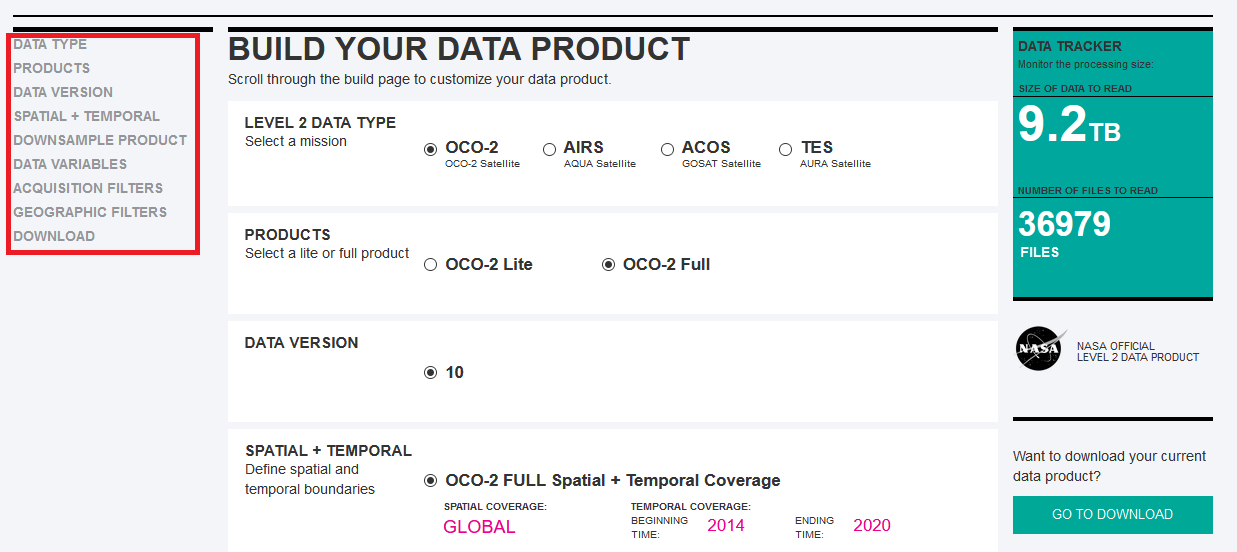 DATA TYPE
PRODUCTS
DATA VERSION
SPATIAL + TEMPORAL
DOWNSAMPLE PRODUCT
DATA VARIABLES
ACQUISITION FILTERS
GEOGRAPHIC FILTERS
DOWNLOAD
BUILD YOUR DATA PRODUCT
Scroll through the build page to customize your data product.
LEVEL 2 DATA TYPE
Select a mission
OCO-2 AIRS ACOS TES
OCO-2 Satellite AQUA Satellite GOSAT Satellite AURA Satellite
PRODUCTS
Select a lite or full product
OCO-2 Lite OCO-2 Full
DATA VERSION
10
SPATIAL + TEMPORAL
Define spatial and
temporal boundaries
OCO-2 FULL Spatial + Temporal Coverage
SPATIAL COVERAGE:
GLOBAL
TEMPORAL COVERAGE:
BEGINNING
TIME:
2014
ENDING
TIME:
2020
DATA TRACKER
Monitor the processing size:
SIZE OF DATA TO READ
9.2TB
NUMBER OF FILES TO READ
36979
FILES
NASA
NASA OFFICIAL
LEVEL 2 DATA PRODUCT
Want to download your current
data product?
GO TO DOWNLOAD